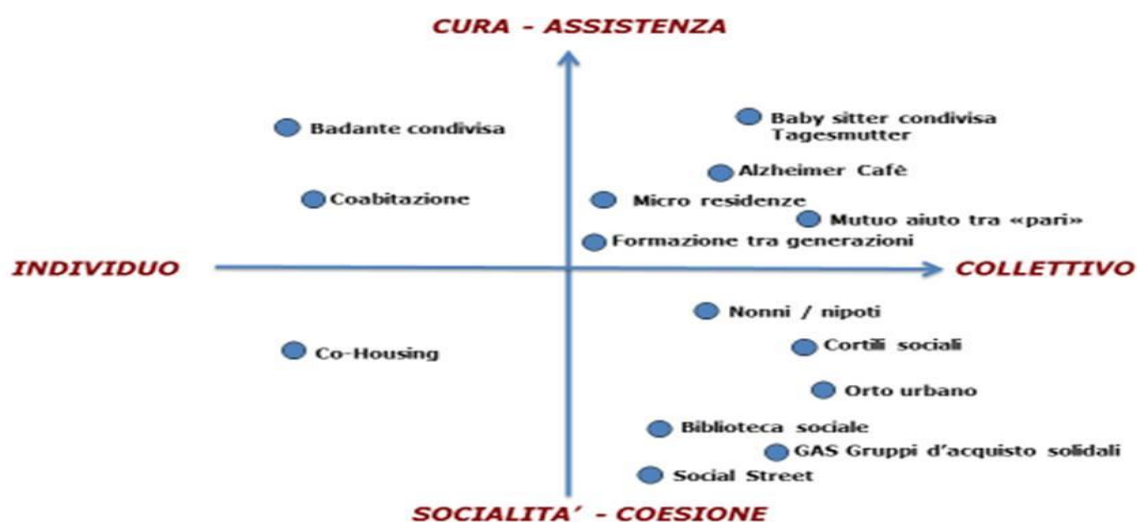 CURA - ASSISTENZA
Badante condivisa
Baby sitter condivisa
Tagesmutter
Alzheimer Cafè
Coabitazione
Micro residenze
Mutuo aiuto tra «pari»
Formazione tra generazioni
INDIVIDUO
COLLETTIVO
Nonni / nipoti
Cortili sociali
Co-Housing
Orto urbano
Biblioteca sociale
GAS Gruppi d'acquisto solidali
Social Street
SOCIALITA' - COESIONE